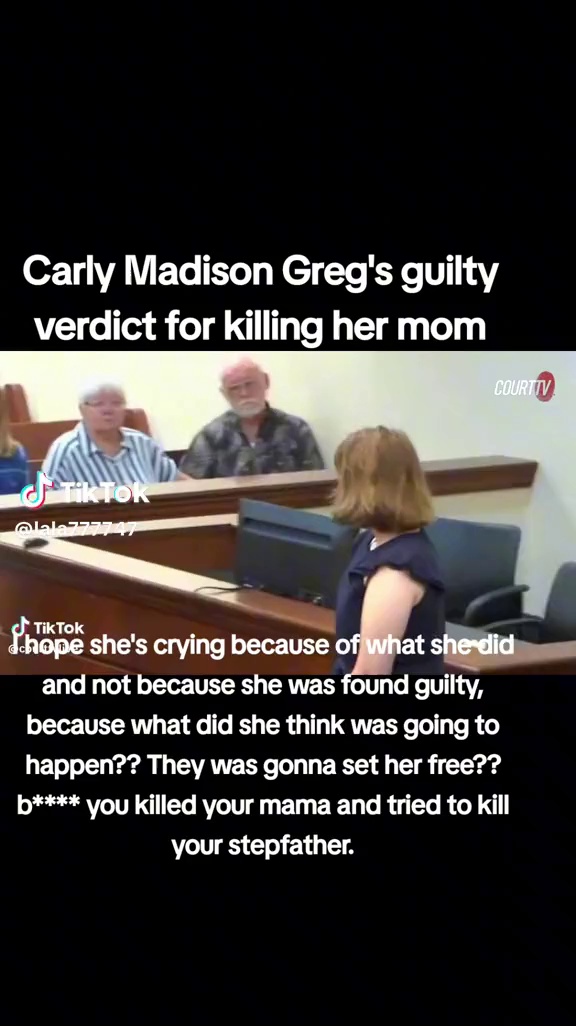 Carly Madison Greg's guilty
verdict for killing her mom
COURT TV
TikTok
@lala777747
TikTok
I hope she's crying because of what she did
and not because she was found guilty,
because what did she think was going to
happen?? They was gonna set her free??
b**** you killed your mama and tried to kill
your stepfather.